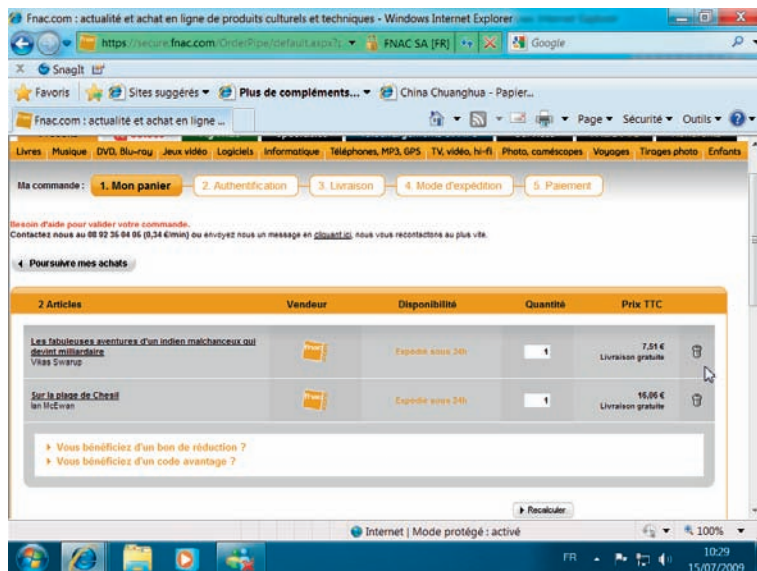 Fnac.com : actualité et achat en ligne de produits culturels et techniques - Windows Internet Explorer
https://secure.fnac.com/OrderPipe/default.aspx?
FNAC SA [FR]
Google
X SnagIt
Favoris Sites suggérés Plus de compléments... China Chuanghua - Papier...
Fnac.com : actualité et achat en ligne ...
Page Sécurité Outils
Livres Musique DVD, Blu-ray Jeux vidéo Logiciels Informatique Téléphones, MP3, GPS TV, vidéo, hi-fi Photo, caméscopes Voyages Tirages photo Enfants
Ma commande : 1. Mon panier 2. Authentification 3. Livraison 4. Mode d'expédition 5. Paiement
Besoin d'aide pour valider votre commande.
Contactez nous au 08 92 35 04 05 (0,34 €/min) ou envoyez nous un message en cliquant ici, nous vous recontactons au plus vite.
Poursuivre mes achats
2 Articles Vendeur Disponibilité Quantité Prix TTC
Les fabuleuses aventures d'un indien malchanceux qui
devint milliardaire
Vikas Swarup
fnac
Expédié sous 24h
1
7,51 €
Livraison gratuite
Sur la plage de Chesil
Ian McEwan
fnac
Expédié sous 24h
1
16,06 €
Livraison gratuite
Vous bénéficiez d'un bon de réduction ?
Vous bénéficiez d'un code avantage ?
Recalculer
Internet | Mode protégé : activé
100%
FR
10:29
15/07/2009